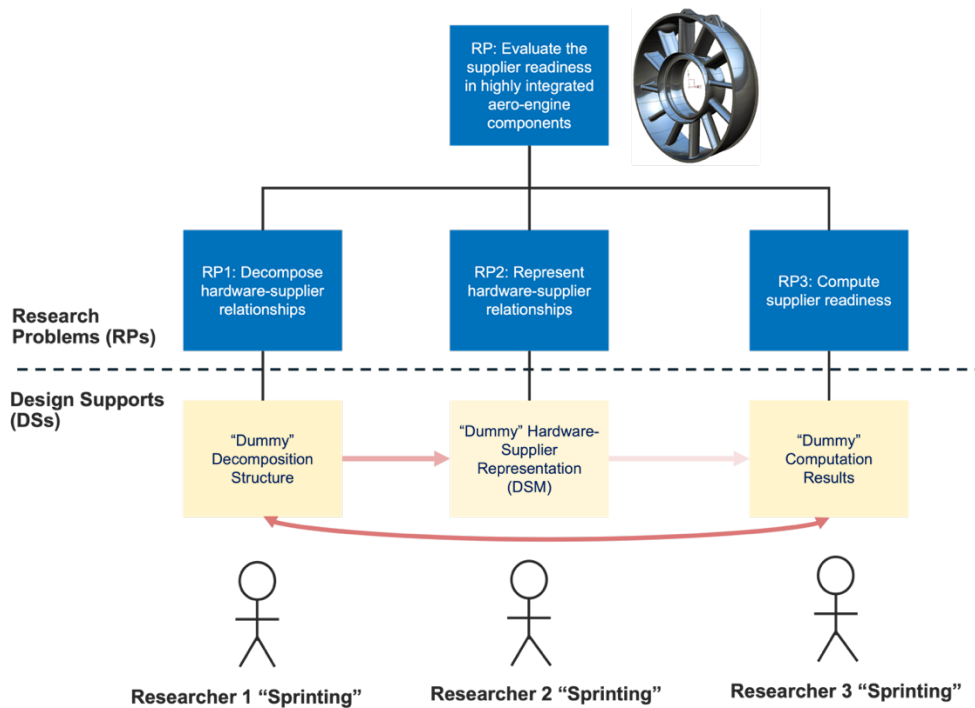 RP: Evaluate the
supplier readiness
in highly integrated
aero-engine
components
RP1: Decompose
hardware-supplier
relationships
RP2: Represent
hardware-supplier
relationships
RP3: Compute
supplier readiness
Research
Problems (RPs)
Design Supports
(DSs)
“Dummy”
Decomposition
Structure
“Dummy” Hardware-
Supplier
Representation
(DSM)
“Dummy”
Computation
Results
Researcher 1 “Sprinting”
Researcher 2 “Sprinting”
Researcher 3 “Sprinting”